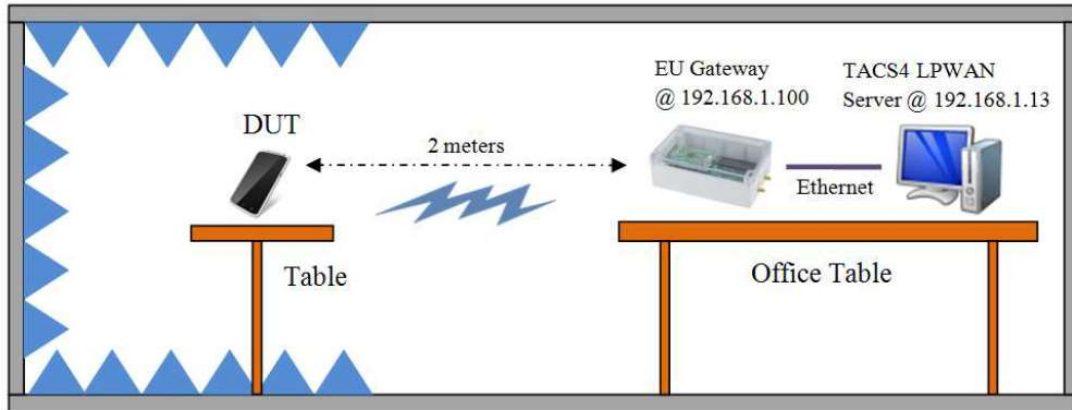 EU Gateway
@ 192.168.1.100
TACS4 LPWAN
Server @ 192.168.1.13
DUT
2 meters
Ethernet
Table
Office Table